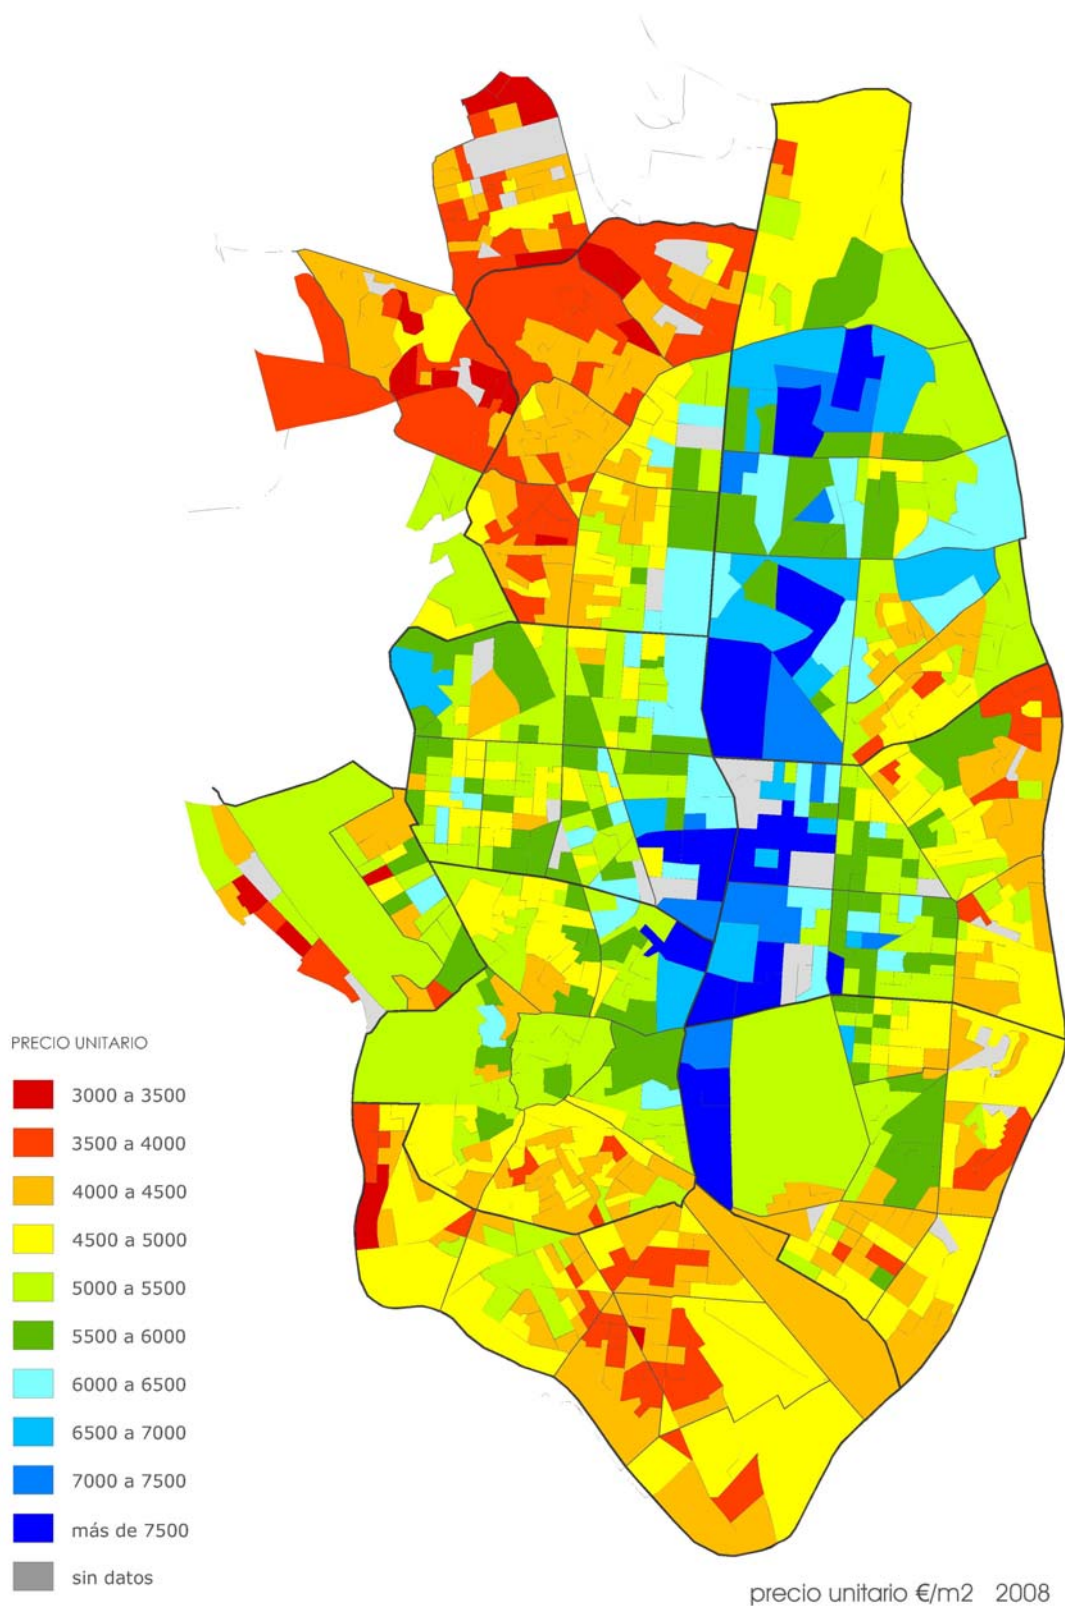 PRECIO UNITARIO
3000 a 3500
3500 a 4000
4000 a 4500
4500 a 5000
5000 a 5500
5500 a 6000
6000 a 6500
6500 a 7000
7000 a 7500
más de 7500
sin datos
precio unitario €/m2 2008